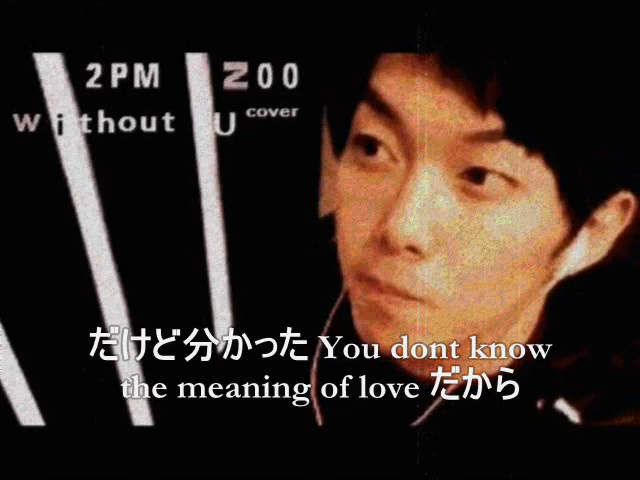 2PM ZOO
Without U cover
だけど分かった You dont know
the meaning of love だから